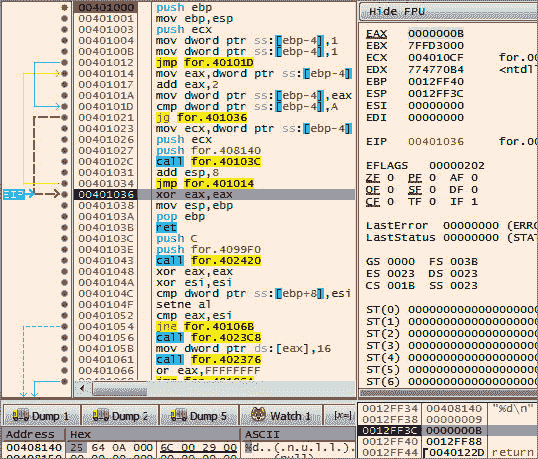 00401000 push ebp
00401001 mov ebp,esp
00401003 push ecx
00401004 mov dword ptr ss:[ebp-4],1
0040100B mov dword ptr ss:[ebp-4],1
00401012 jmp for.40101D
00401014 mov eax,dword ptr ss:[ebp-4]
00401017 add eax,2
0040101A mov dword ptr ss:[ebp-4],eax
0040101D cmp dword ptr ss:[ebp-4],A
00401021 jg for.401036
00401023 mov ecx,dword ptr ss:[ebp-4]
00401026 push ecx
00401027 push for.408140
0040102C call for.40103C
00401031 add esp,8
00401034 jmp for.401014
EIP 00401036 xor eax,eax
00401038 mov esp,ebp
0040103A pop ebp
0040103B ret
0040103C push C
0040103E push for.4099F0
00401043 call for.402420
00401048 xor eax,eax
0040104A xor esi,esi
0040104C cmp dword ptr ss:[ebp+8],esi
0040104F setne al
00401052 cmp eax,esi
00401054 jne for.40106B
00401056 call for.4023C8
0040105B mov dword ptr ds:[eax],16
00401061 call for.402376
00401066 or eax,FFFFFFFF
Hide FPU
EAX 0000000B
EBX 7FFD3000
ECX 004010CF for.00
EDX 774770B4 <ntdll
EBP 0012FF40
ESP 0012FF3C
ESI 00000000
EDI 00000000
EIP 00401036 for.00
EFLAGS 00000202
ZF 0 PF 0 AF 0
OF 0 SF 0 DF 0
CF 0 TF 0 IF 1
LastError 00000000 (ERRO
LastStatus 00000000 (STAT
GS 0000 FS 003B
ES 0023 DS 0023
CS 001B SS 0023
ST(0)
ST(1)
ST(2)
ST(3)
ST(4)
ST(5)
ST(6)
Dump 1 Dump 2 Dump 5 Watch 1 [x=]
Address Hex ASCII
00408140 25 64 0A 00 6C 00 29 00 %d..(.n.u.l.l.).
0012FF34 00408140 "%d\n"
0012FF38 00000009
0012FF3C 0000000B
0012FF40 0012FF88
0012FF44 0040122D return